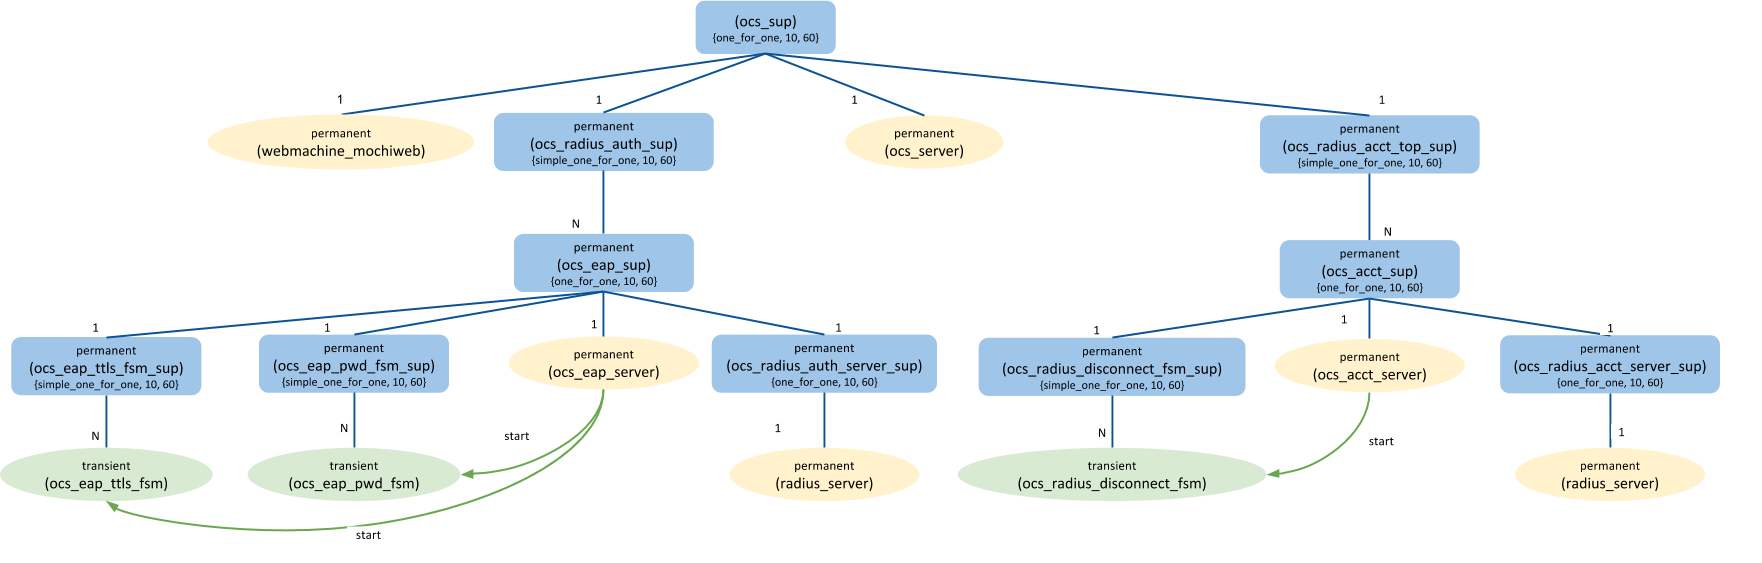 (ocs_sup)
{one_for_one, 10, 60}
1
1
1
1
permanent
(webmachine_mochiweb)
permanent
(ocs_radius_auth_sup)
{simple_one_for_one, 10, 60}
permanent
(ocs_server)
permanent
(ocs_radius_acct_top_sup)
{simple_one_for_one, 10, 60}
N
N
permanent
(ocs_eap_sup)
{one_for_one, 10, 60}
permanent
(ocs_acct_sup)
{one_for_one, 10, 60}
1
1
1
1
1
1
1
permanent
(ocs_eap_ttls_fsm_sup)
{simple_one_for_one, 10, 60}
permanent
(ocs_eap_pwd_fsm_sup)
{simple_one_for_one, 10, 60}
permanent
(ocs_eap_server)
permanent
(ocs_radius_auth_server_sup)
{one_for_one, 10, 60}
permanent
(ocs_radius_disconnect_fsm_sup)
{simple_one_for_one, 10, 60}
permanent
(ocs_acct_server)
permanent
(ocs_radius_acct_server_sup)
{one_for_one, 10, 60}
N
N
start
1
N
start
1
transient
(ocs_eap_ttls_fsm)
transient
(ocs_eap_pwd_fsm)
permanent
(radius_server)
transient
(ocs_radius_disconnect_fsm)
permanent
(radius_server)
start